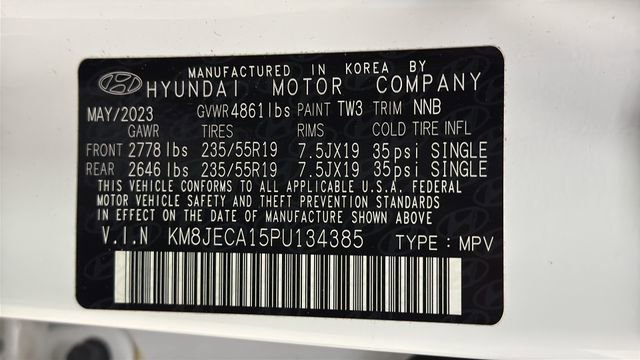 MANUFACTURED IN KOREA BY
HYUNDAI MOTOR COMPANY
MAY/2023 GVWR 4861lbs PAINT TW3 TRIM NNB
GAWR TIRES RIMS COLD TIRE INFL
FRONT 2778 lbs 235/55R19 7.5JX19 35psi SINGLE
REAR 2646 lbs 235/55R19 7.5JX19 35psi SINGLE
THIS VEHICLE CONFORMS TO ALL APPLICABLE U.S.A. FEDERAL
MOTOR VEHICLE SAFETY AND THEFT PREVENTION STANDARDS
IN EFFECT ON THE DATE OF MANUFACTURE SHOWN ABOVE
V.I.N KM8JECA15PU134385 TYPE : MPV